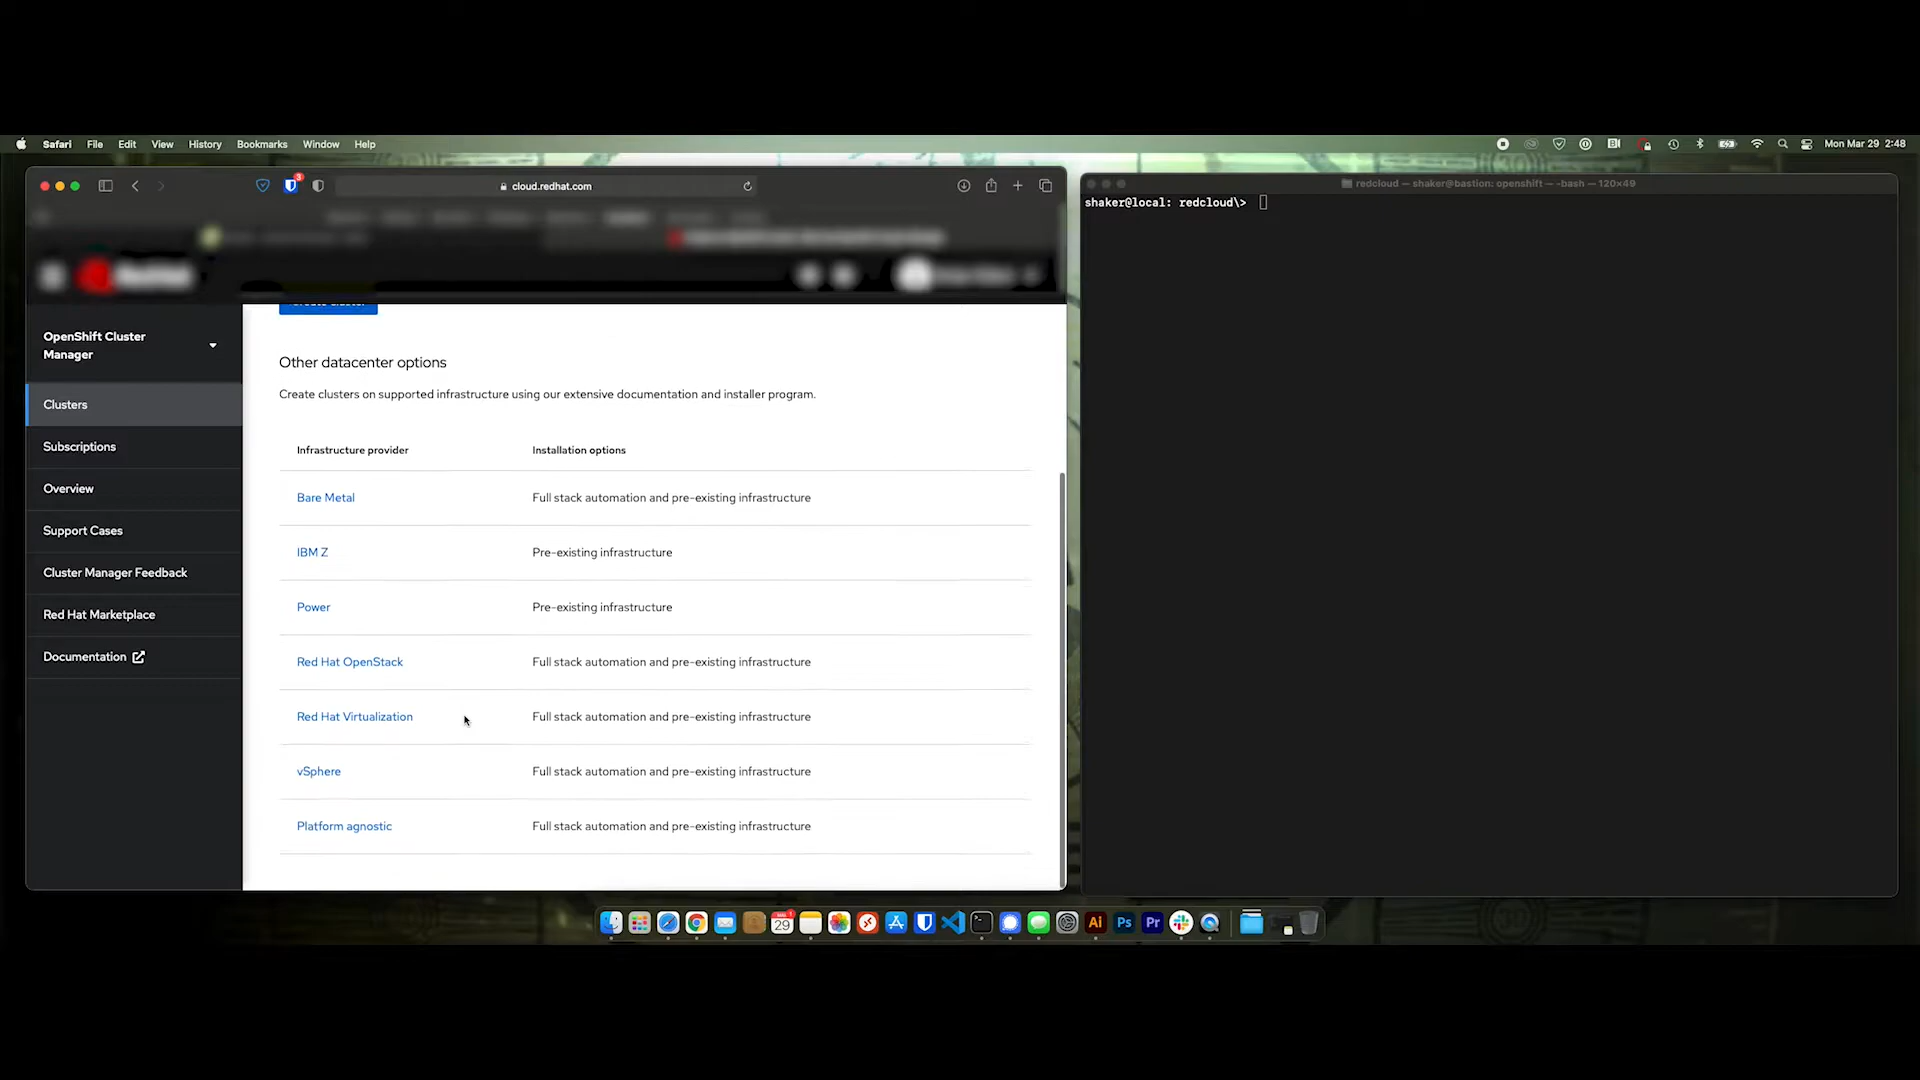 Safari File Edit View History Bookmarks Window Help
Mon Mar 29 2:48
3
cloud.redhat.com
redcloud — shaker@bastion: openshift — -bash — 120×49
shaker@local: redcloud\>
OpenShift Cluster
Manager
Clusters
Subscriptions
Overview
Support Cases
Cluster Manager Feedback
Red Hat Marketplace
Documentation
Other datacenter options
Create clusters on supported infrastructure using our extensive documentation and installer program.
Infrastructure provider Installation options
Bare Metal Full stack automation and pre-existing infrastructure
IBM Z Pre-existing infrastructure
Power Pre-existing infrastructure
Red Hat OpenStack Full stack automation and pre-existing infrastructure
Red Hat Virtualization Full stack automation and pre-existing infrastructure
vSphere Full stack automation and pre-existing infrastructure
Platform agnostic Full stack automation and pre-existing infrastructure
29
Ai Ps Pr